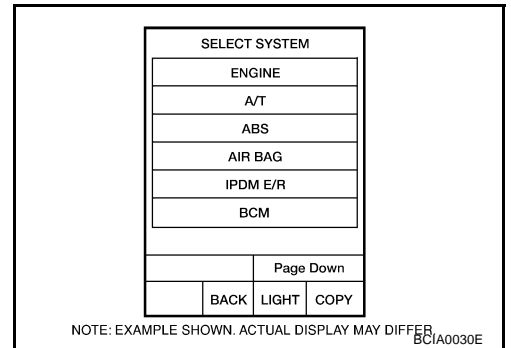 SELECT SYSTEM
ENGINE
A/T
ABS
AIR BAG
IPDM E/R
BCM
Page Down
BACK LIGHT COPY
NOTE: EXAMPLE SHOWN. ACTUAL DISPLAY MAY DIFFER.
BCIA0030E